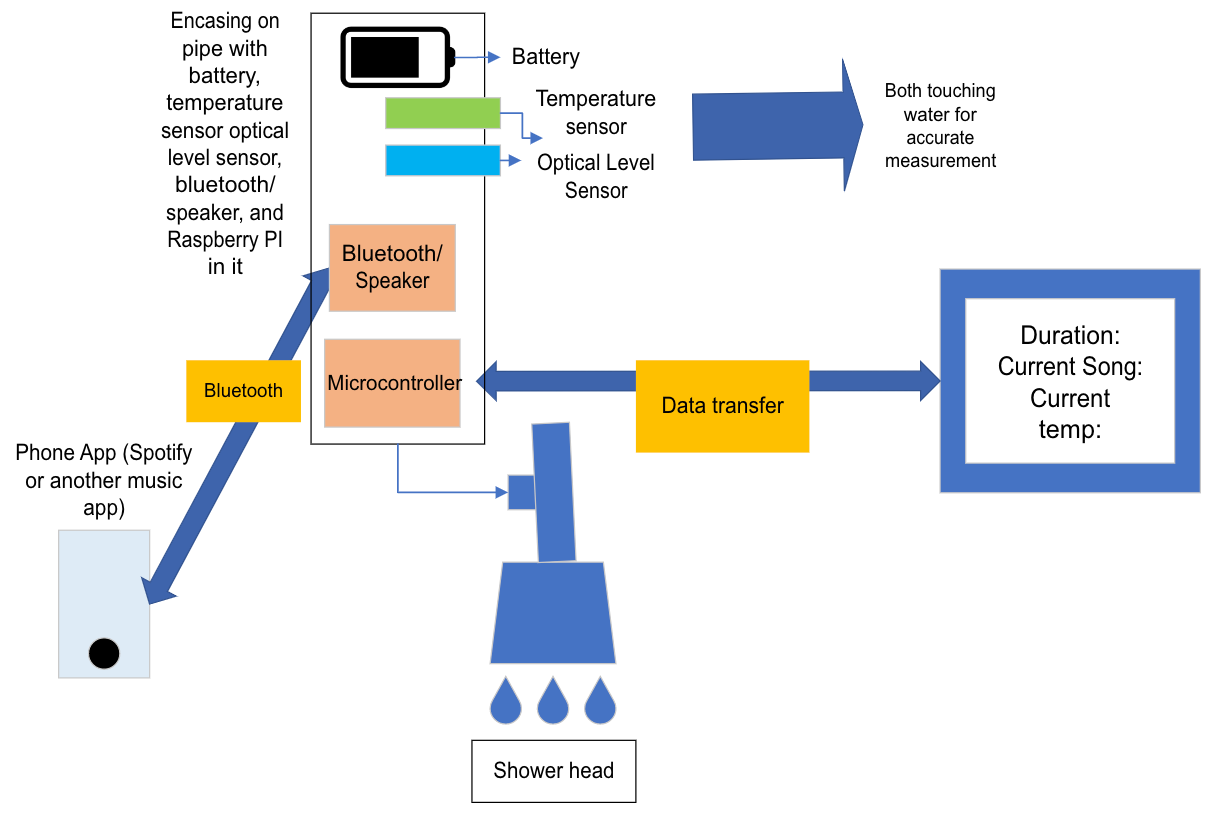 Encasing on
pipe with
battery,
temperature
sensor optical
level sensor,
bluetooth/
speaker, and
Raspberry PI
in it
Battery
Temperature
sensor
Optical Level
Sensor
Both touching
water for
accurate
measurement
Bluetooth/
Speaker
Microcontroller
Bluetooth
Data transfer
Duration:
Current Song:
Current
temp:
Phone App (Spotify
or another music
app)
Shower head